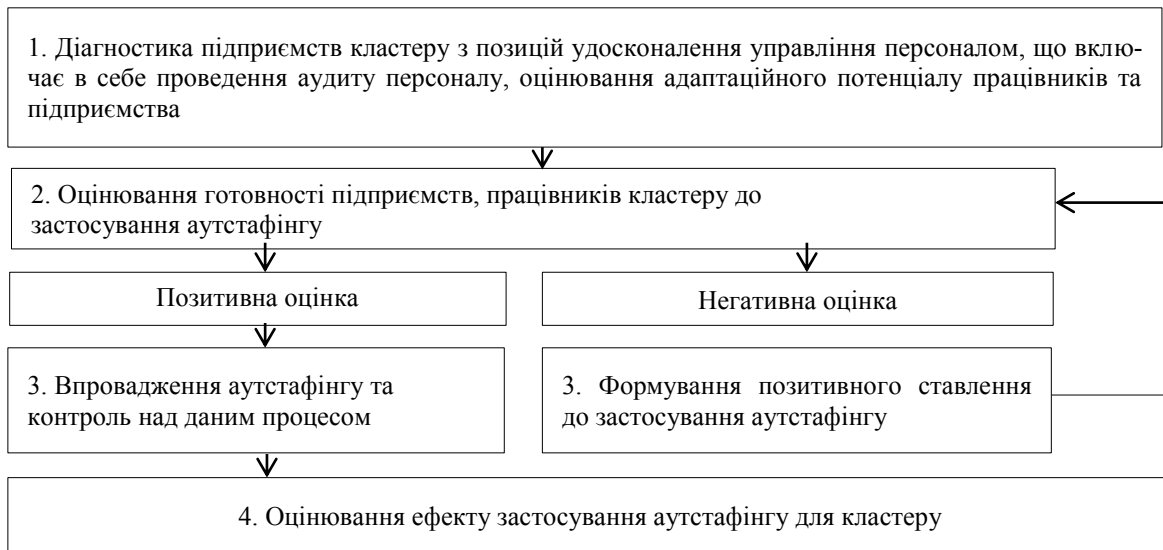 1. Діагностика підприємств кластеру з позицій удосконалення управління персоналом, що вклю-
чає в себе проведення аудиту персоналу, оцінювання адаптаційного потенціалу працівників та
підприємства
2. Оцінювання готовності підприємств, працівників кластеру до
застосування аутстафінгу
Позитивна оцінка
Негативна оцінка
3. Впровадження аутстафінгу та
контроль над даним процесом
3. Формування позитивного ставлення
до застосування аутстафінгу
4. Оцінювання ефекту застосування аутстафінгу для кластеру